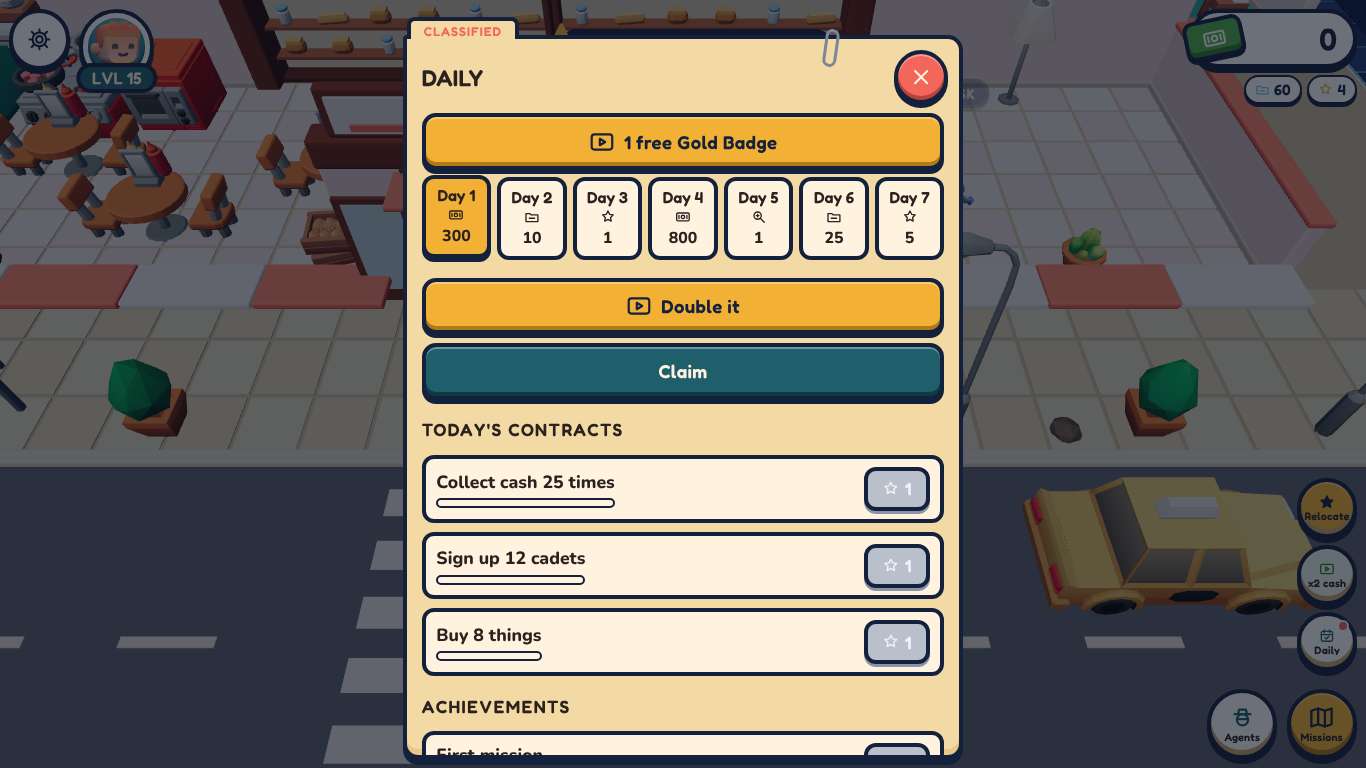 CLASSIFIED
DAILY
LVL 15
0
60
4
1 free Gold Badge
Day 1
300
Day 2
10
Day 3
1
Day 4
800
Day 5
1
Day 6
25
Day 7
5
Double it
Claim
TODAY'S CONTRACTS
Collect cash 25 times
1
Sign up 12 cadets
1
Buy 8 things
1
ACHIEVEMENTS
First mission
Relocate
x2 cash
Daily
Agents
Missions